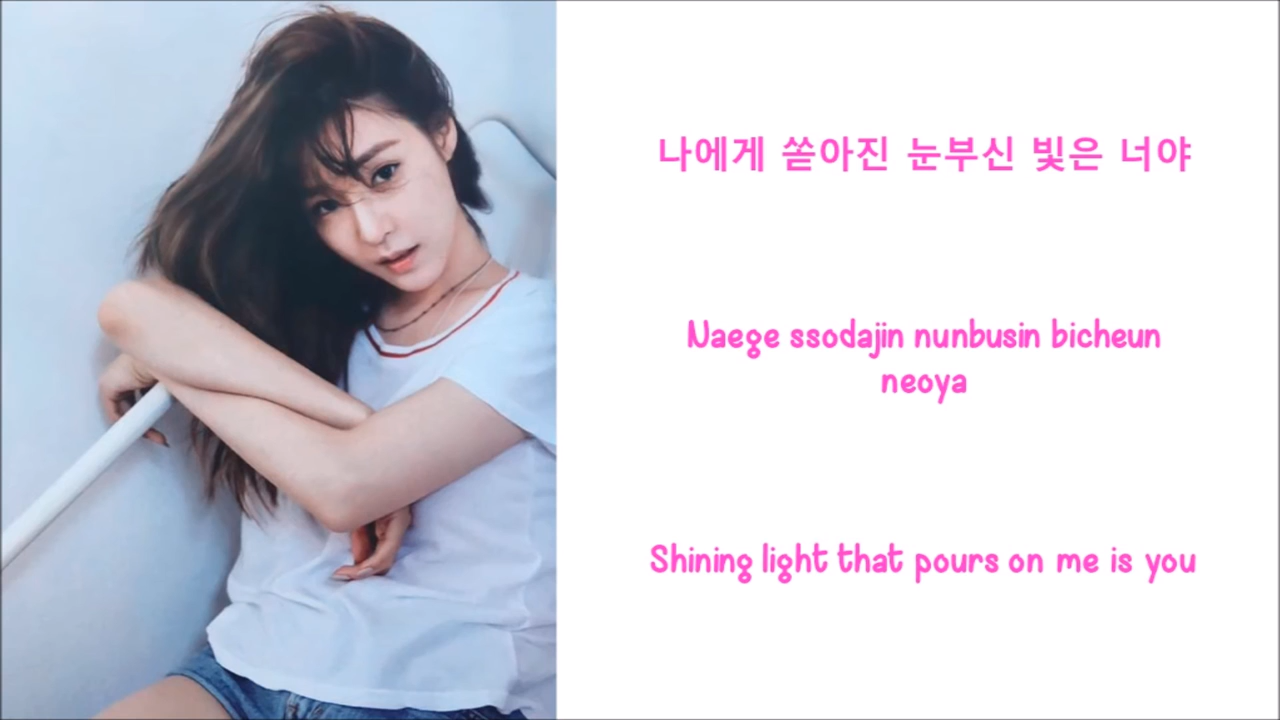 나에게 쏟아진 눈부신 빛은 너야
Naege ssodajin nunbusin bicheun
neoya
Shining light that pours on me is you